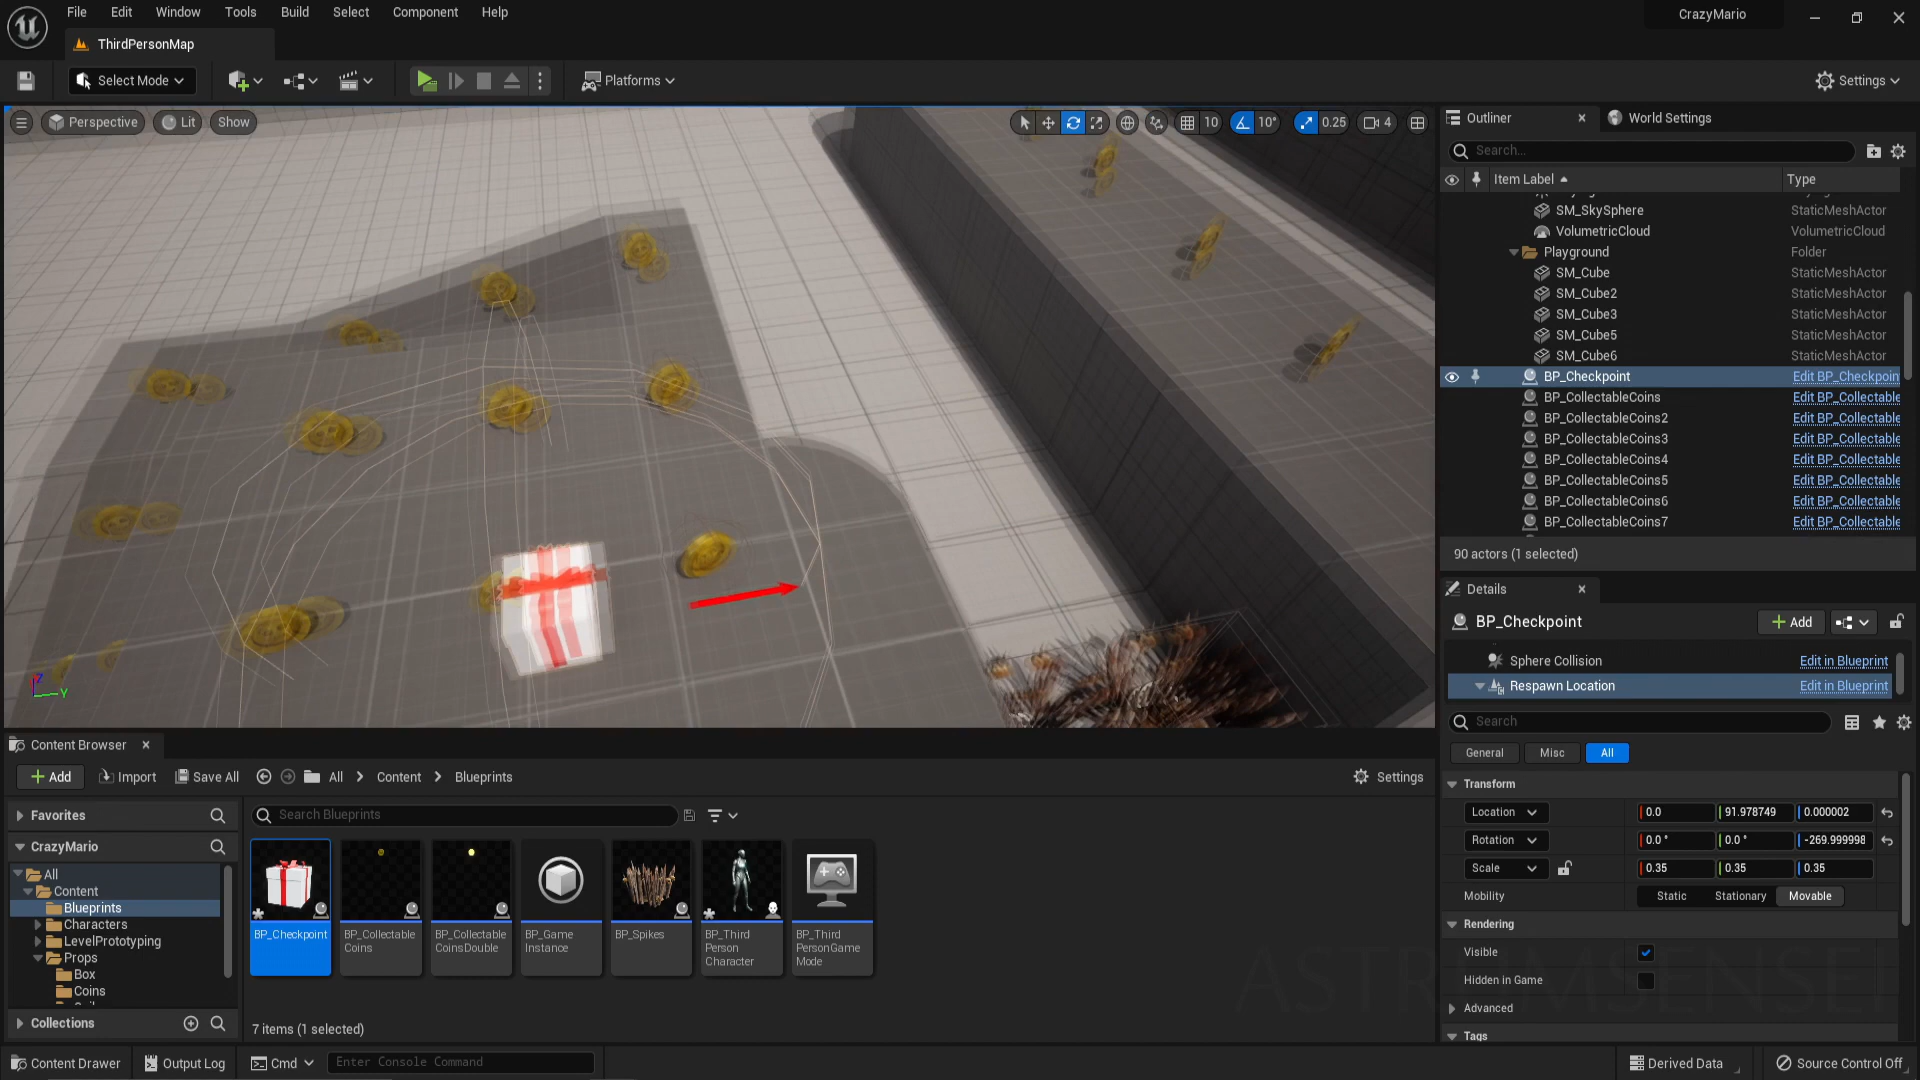 File Edit Window Tools Build Select Component Help
CrazyMario
ThirdPersonMap
Select Mode
Platforms
Settings
Perspective Lit Show
10 10° 0.25 4
Outliner
World Settings
Search...
Item Label Type
SM_SkySphere StaticMeshActor
VolumetricCloud VolumetricCloud
Playground Folder
SM_Cube StaticMeshActor
SM_Cube2 StaticMeshActor
SM_Cube3 StaticMeshActor
SM_Cube5 StaticMeshActor
SM_Cube6 StaticMeshActor
BP_Checkpoint Edit BP_Checkpoin
BP_CollectableCoins Edit BP_Collectable
BP_CollectableCoins2 Edit BP_Collectable
BP_CollectableCoins3 Edit BP_Collectable
BP_CollectableCoins4 Edit BP_Collectable
BP_CollectableCoins5 Edit BP_Collectable
BP_CollectableCoins6 Edit BP_Collectable
BP_CollectableCoins7 Edit BP_Collectable
90 actors (1 selected)
Details
BP_Checkpoint
Add
Sphere Collision Edit in Blueprint
Respawn Location Edit in Blueprint
Search
General Misc All
Transform
Location 0.0 91.978749 0.000002
Rotation 0.0 ° 0.0 ° -269.999998
Scale 0.35 0.35 0.35
Mobility Static Stationary Movable
Rendering
Visible
Hidden in Game
Advanced
Tags
Z
Y
Content Browser
Add Import Save All All Content Blueprints Settings
Favorites
CrazyMario
All
Content
Blueprints
Characters
LevelPrototyping
Props
Box
Coins
Collections
Search Blueprints
BP_Checkpoint
BP_Collectable
Coins
BP_Collectable
CoinsDouble
BP_Game
Instance
BP_Spikes
BP_Third
Person
Character
BP_Third
PersonGame
Mode
7 items (1 selected)
ASTRUMSENSEI
Content Drawer Output Log Cmd Enter Console Command Derived Data Source Control Off